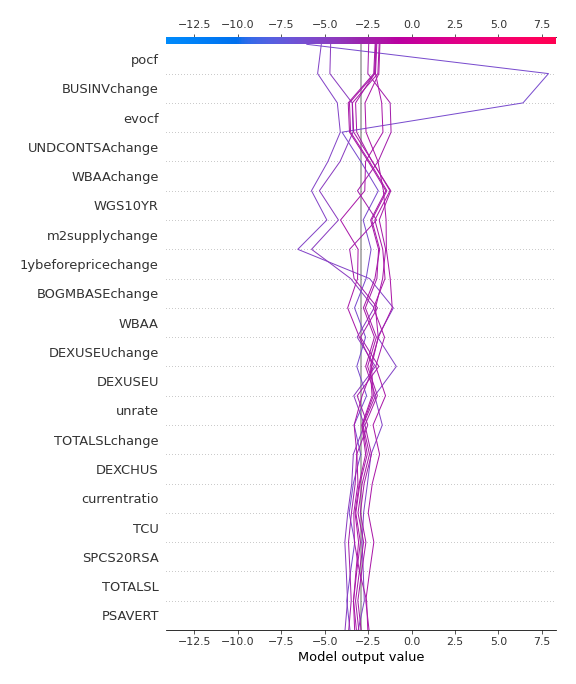 −12.5 −10.0 −7.5 −5.0 −2.5 0.0 2.5 5.0 7.5
pocf
BUSINVchange
evocf
UNDCONTSAchange
WBAAchange
WGS10YR
m2supplychange
1ybeforepricechange
BOGMBASEchange
WBAA
DEXUSEUchange
DEXUSEU
unrate
TOTALSLchange
DEXCHUS
currentratio
TCU
SPCS20RSA
TOTALSL
PSAVERT
−12.5 −10.0 −7.5 −5.0 −2.5 0.0 2.5 5.0 7.5
Model output value